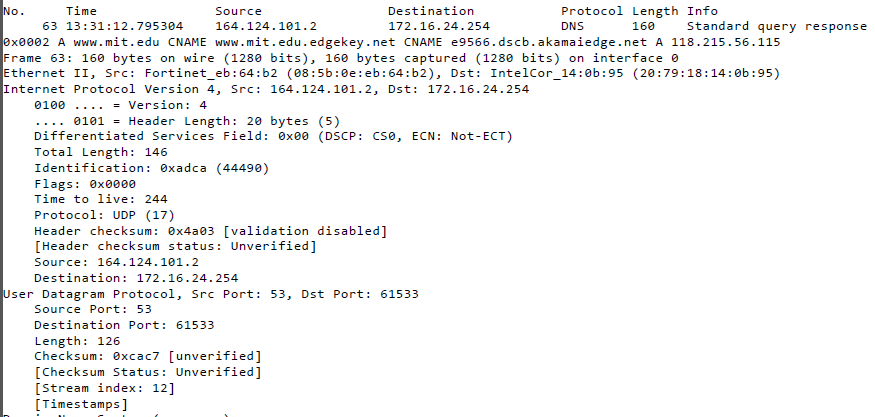 No. Time Source Destination Protocol Length Info
63 13:31:12.795304 164.124.101.2 172.16.24.254 DNS 160 Standard query response
0x0002 A www.mit.edu CNAME www.mit.edu.edgekey.net CNAME e9566.dscb.akamaiedge.net A 118.215.56.115
Frame 63: 160 bytes on wire (1280 bits), 160 bytes captured (1280 bits) on interface 0
Ethernet II, Src: Fortinet_eb:64:b2 (08:5b:0e:eb:64:b2), Dst: IntelCor_14:0b:95 (20:79:18:14:0b:95)
Internet Protocol Version 4, Src: 164.124.101.2, Dst: 172.16.24.254
0100 .... = Version: 4
.... 0101 = Header Length: 20 bytes (5)
Differentiated Services Field: 0x00 (DSCP: CS0, ECN: Not-ECT)
Total Length: 146
Identification: 0xadca (44490)
Flags: 0x0000
Time to live: 244
Protocol: UDP (17)
Header checksum: 0x4a03 [validation disabled]
[Header checksum status: Unverified]
Source: 164.124.101.2
Destination: 172.16.24.254
User Datagram Protocol, Src Port: 53, Dst Port: 61533
Source Port: 53
Destination Port: 61533
Length: 126
Checksum: 0xcac7 [unverified]
[Checksum Status: Unverified]
[Stream index: 12]
[Timestamps]